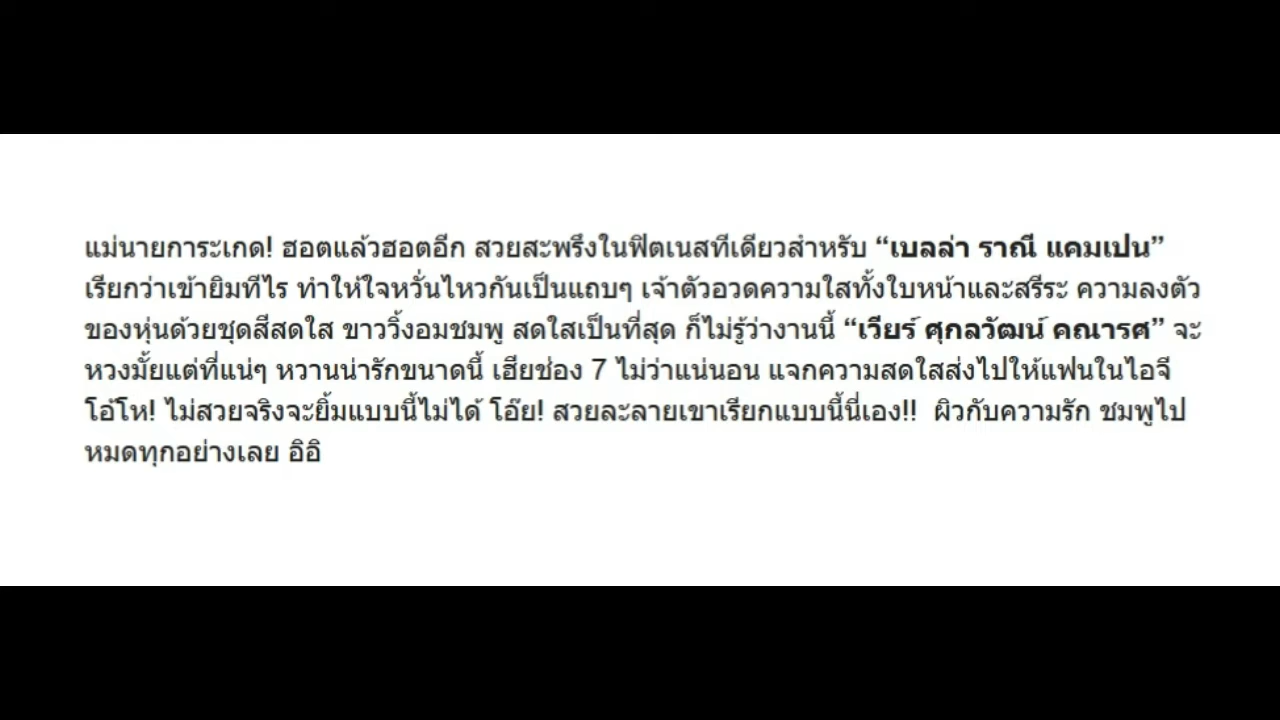 แม่นายการะเกด! ฮอตแล้วฮอตอีก สวยสะพรึงในฟิตเนสทีเดียวสำหรับ “เบลล่า ราณี แคมเปน”
เรียกว่าเข้ายิมทีไร ทำให้ใจหวั่นไหวกันเป็นแถบๆ เจ้าตัวอวดความใสทั้งใบหน้าและสรีระ ความลงตัว
ของหุ่นด้วยชุดสีสดใส ขาววิ้งอมชมพู สดใสเป็นที่สุด ก็ไม่รู้ว่างานนี้ “เวียร์ ศุกลวัฒน์ คณารศ” จะ
หวงมั้ยแต่ที่แน่ๆ หวานน่ารักขนาดนี้ เฮียช่อง 7 ไม่ว่าแน่นอน แจกความสดใสส่งไปให้แฟนในไอจี
โอ้โห! ไม่สวยจริงจะยิ้มแบบนี้ไม่ได้ โอ๊ย! สวยละลายเขาเรียกแบบนี้นี่เอง!! ผิวกับความรัก ชมพูไป
หมดทุกอย่างเลย อิอิ